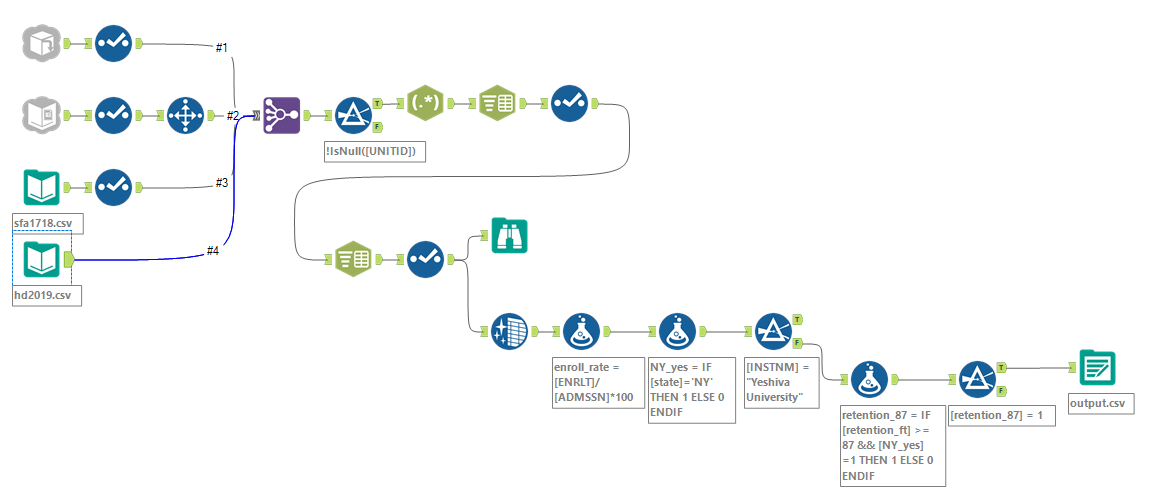 #1
#2
(.*)
T
F
!IsNull([UNITID])
#3
sfa1718.csv
#4
hd2019.csv
T
F
enroll_rate =
[ENRLT]/
[ADMSSN]*100
NY_yes = IF
[state]='NY'
THEN 1 ELSE 0
ENDIF
[INSTNM] =
"Yeshiva
University"
T
F
retention_87 = IF
[retention_ft] >=
87 && [NY_yes]
=1 THEN 1 ELSE 0
ENDIF
[retention_87] = 1
output.csv